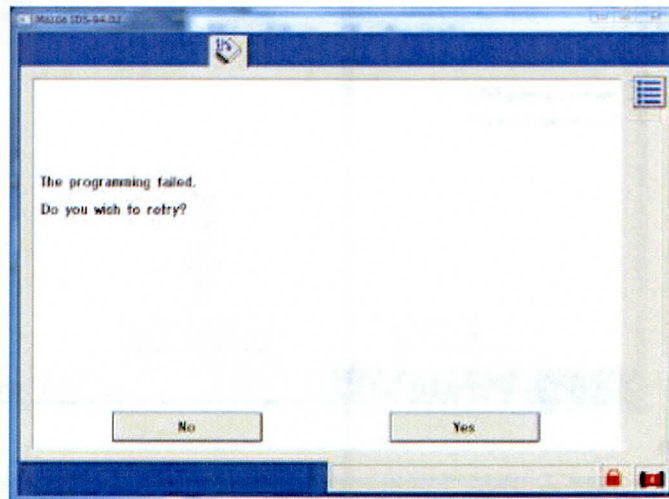 Mazda IDS-94.02
The programming failed.
Do you wish to retry?
No
Yes